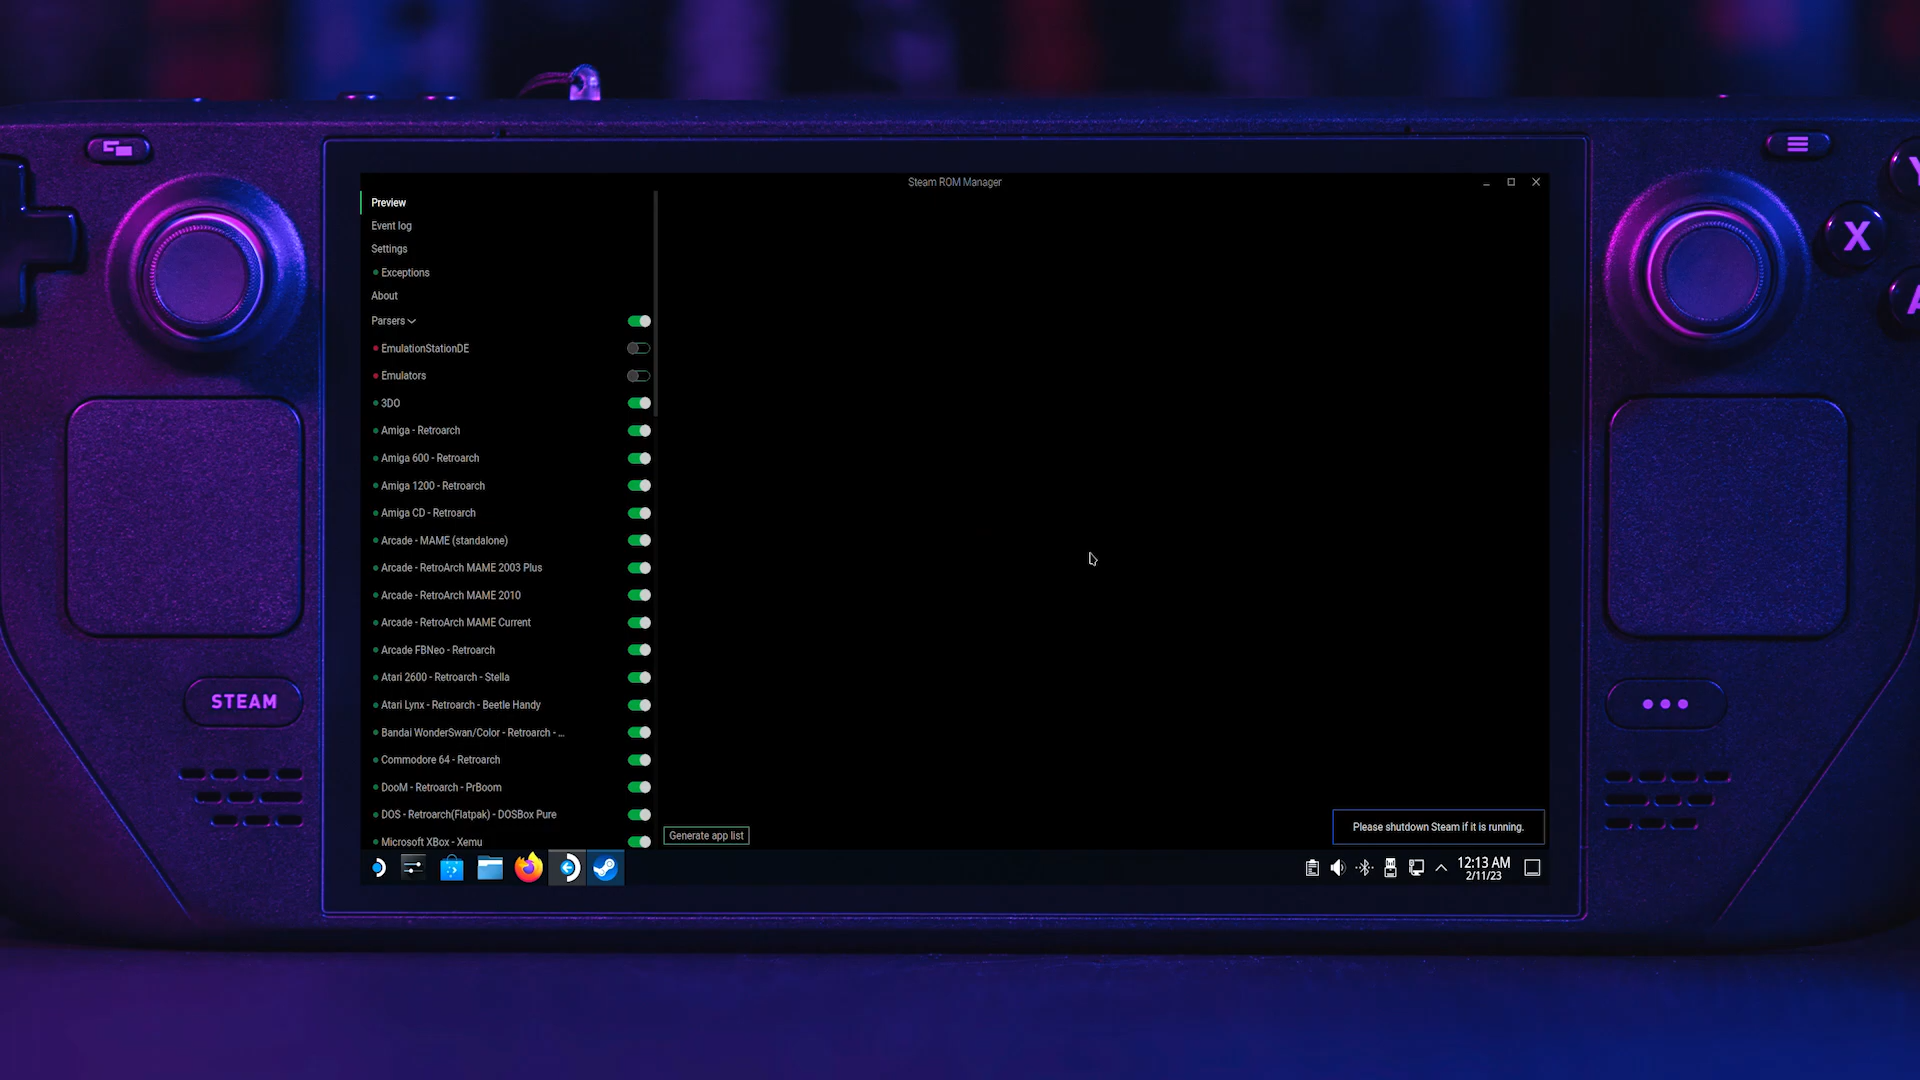 Steam ROM Manager
Preview
Event log
Settings
Exceptions
About
Parsers
EmulationStationDE
Emulators
3DO
Amiga - Retroarch
Amiga 600 - Retroarch
Amiga 1200 - Retroarch
Amiga CD - Retroarch
Arcade - MAME (standalone)
Arcade - RetroArch MAME 2003 Plus
Arcade - RetroArch MAME 2010
Arcade - RetroArch MAME Current
Arcade FBNeo - Retroarch
Atari 2600 - Retroarch - Stella
Atari Lynx - Retroarch - Beetle Handy
Bandai WonderSwan/Color - Retroarch - ...
Commodore 64 - Retroarch
DooM - Retroarch - PrBoom
DOS - Retroarch(Flatpak) - DOSBox Pure
Microsoft XBox - Xemu
Generate app list
Please shutdown Steam if it is running.
12:13 AM
2/11/23
STEAM
Y
X
A